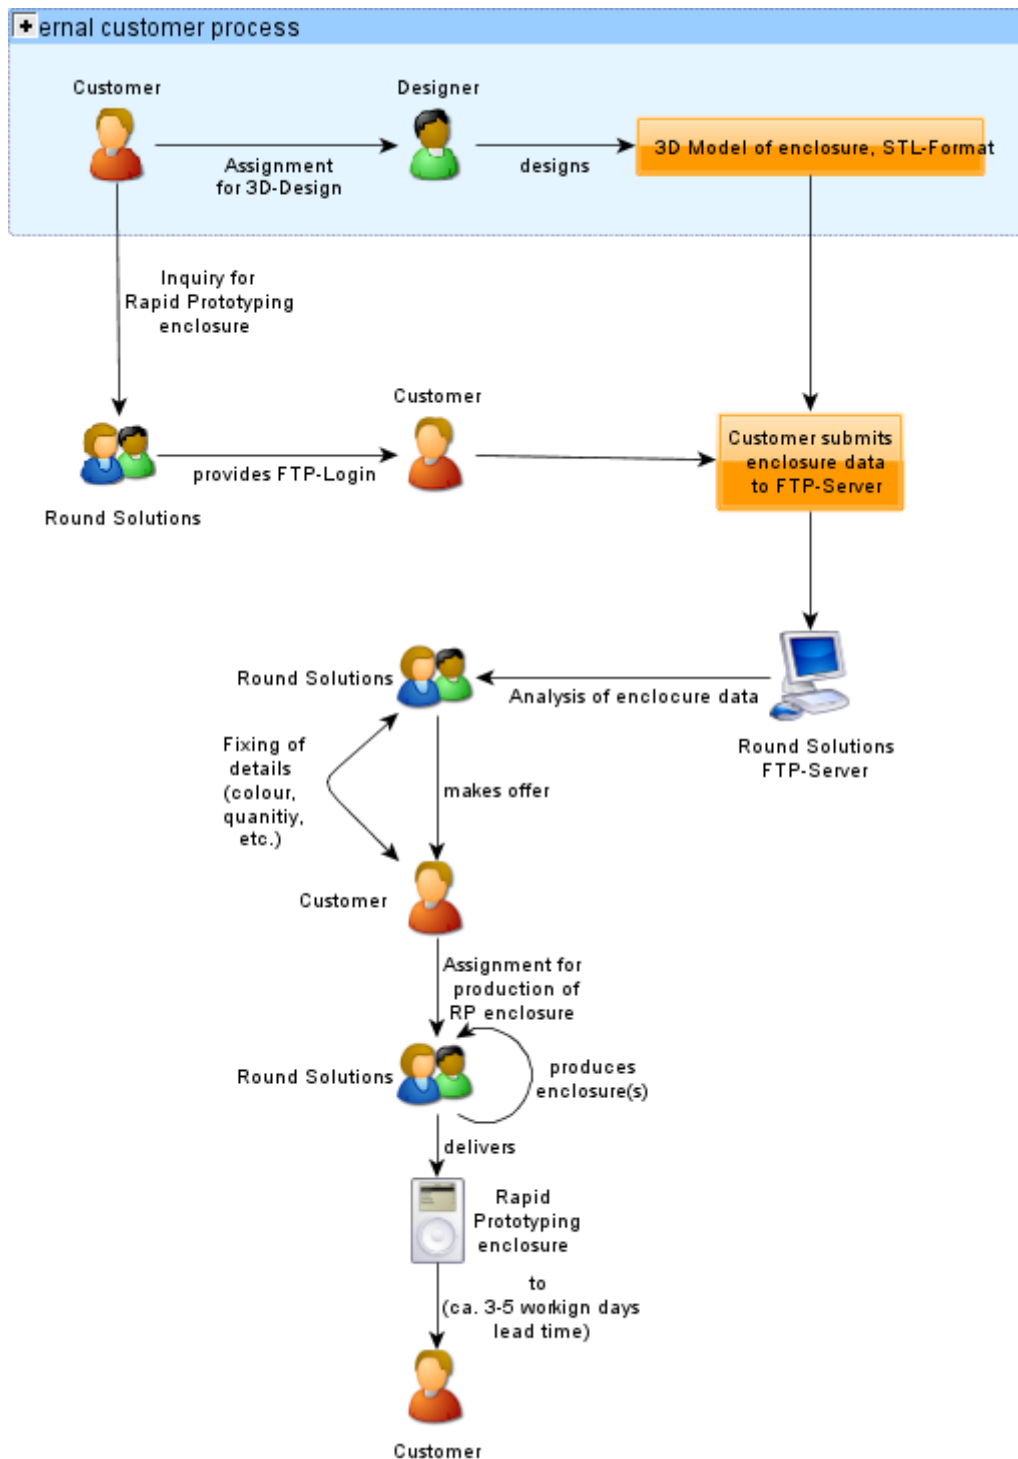 ernal customer process
Customer
Designer
Assignment
for 3D-Design
designs
3D Model of enclosure, STL-Format
Inquiry for
Rapid Prototyping
enclosure
Customer
provides FTP-Login
Round Solutions
Customer submits
enclosure data
to FTP-Server
Round Solutions
Analysis of enclocure data
Round Solutions
FTP-Server
Fixing of
details
(colour,
quanitiy,
etc.)
makes offer
Customer
Assignment for
production of
RP enclosure
Round Solutions
produces
enclosure(s)
delivers
Rapid
Prototyping
enclosure
to
(ca. 3-5 workign days
lead time)
Customer